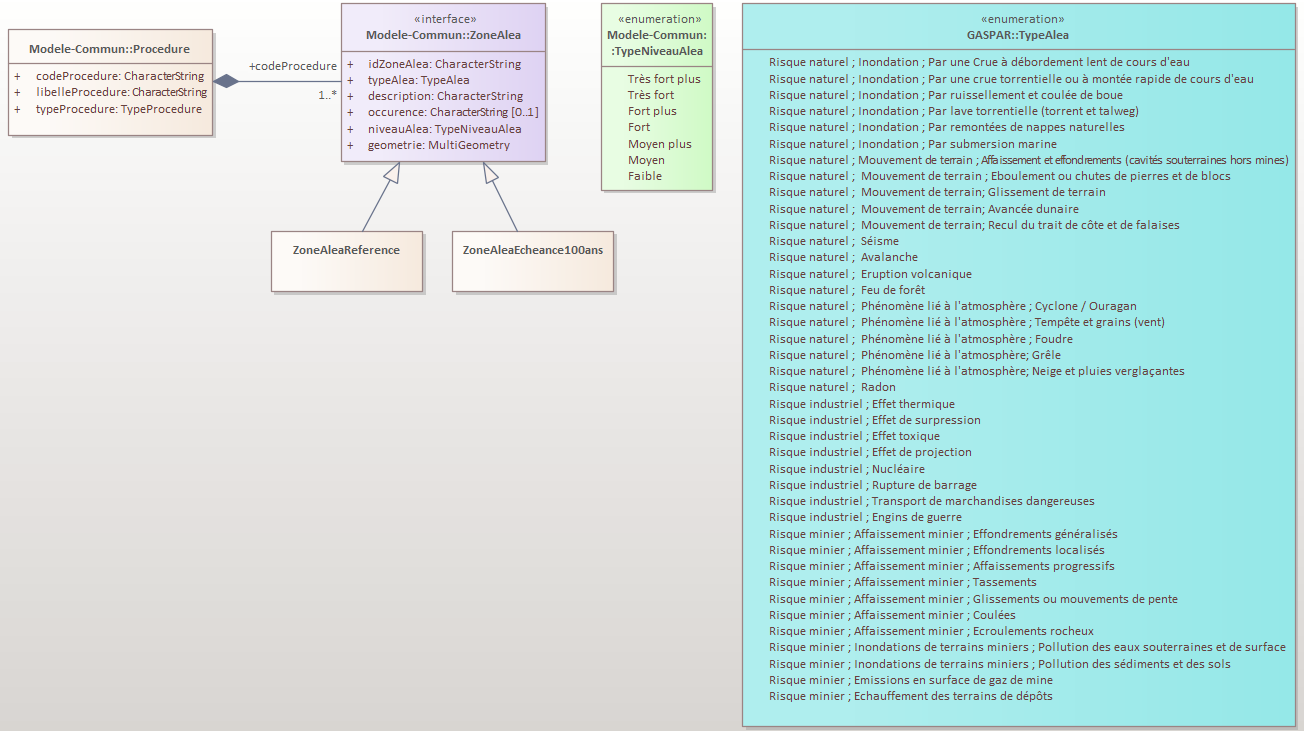 Modele-Commun::Procedure
+ codeProcedure: CharacterString
+ libelleProcedure: CharacterString
+ typeProcedure: TypeProcedure
+codeProcedure
1..*
«interface»
Modele-Commun::ZoneAlea
+ idZoneAlea: CharacterString
+ typeAlea: TypeAlea
+ description: CharacterString
+ occurence: CharacterString [0..1]
+ niveauAlea: TypeNiveauAlea
+ geometrie: MultiGeometry
ZoneAleaReference
ZoneAleaEcheance100ans
«enumeration»
Modele-Commun:
:TypeNiveauAlea
Très fort plus
Très fort
Fort plus
Fort
Moyen plus
Moyen
Faible
«enumeration»
GASPAR::TypeAlea
Risque naturel ; Inondation ; Par une Crue à débordement lent de cours d'eau
Risque naturel ; Inondation ; Par une crue torrentielle ou à montée rapide de cours d'eau
Risque naturel ; Inondation ; Par ruissellement et coulée de boue
Risque naturel ; Inondation ; Par lave torrentielle (torrent et talweg)
Risque naturel ; Inondation ; Par remontées de nappes naturelles
Risque naturel ; Inondation ; Par submersion marine
Risque naturel ; Mouvement de terrain ; Affaissement et effondrements (cavités souterraines hors mines)
Risque naturel ; Mouvement de terrain ; Eboulement ou chutes de pierres et de blocs
Risque naturel ; Mouvement de terrain; Glissement de terrain
Risque naturel ; Mouvement de terrain; Avancée dunaire
Risque naturel ; Mouvement de terrain; Recul du trait de côte et de falaises
Risque naturel ; Séisme
Risque naturel ; Avalanche
Risque naturel ; Eruption volcanique
Risque naturel ; Feu de forêt
Risque naturel ; Phénomène lié à l'atmosphère ; Cyclone / Ouragan
Risque naturel ; Phénomène lié à l'atmosphère ; Tempête et grains (vent)
Risque naturel ; Phénomène lié à l'atmosphère ; Foudre
Risque naturel ; Phénomène lié à l'atmosphère; Grêle
Risque naturel ; Phénomène lié à l'atmosphère; Neige et pluies verglaçantes
Risque naturel ; Radon
Risque industriel ; Effet thermique
Risque industriel ; Effet de surpression
Risque industriel ; Effet toxique
Risque industriel ; Effet de projection
Risque industriel ; Nucléaire
Risque industriel ; Rupture de barrage
Risque industriel ; Transport de marchandises dangereuses
Risque industriel ; Engins de guerre
Risque minier ; Affaissement minier ; Effondrements généralisés
Risque minier ; Affaissement minier ; Effondrements localisés
Risque minier ; Affaissement minier ; Affaissements progressifs
Risque minier ; Affaissement minier ; Tassements
Risque minier ; Affaissement minier ; Glissements ou mouvements de pente
Risque minier ; Affaissement minier ; Coulées
Risque minier ; Affaissement minier ; Ecroulements rocheux
Risque minier ; Inondations de terrains miniers ; Pollution des eaux souterraines et de surface
Risque minier ; Inondations de terrains miniers ; Pollution des sédiments et des sols
Risque minier ; Emissions en surface de gaz de mine
Risque minier ; Echauffement des terrains de dépôts